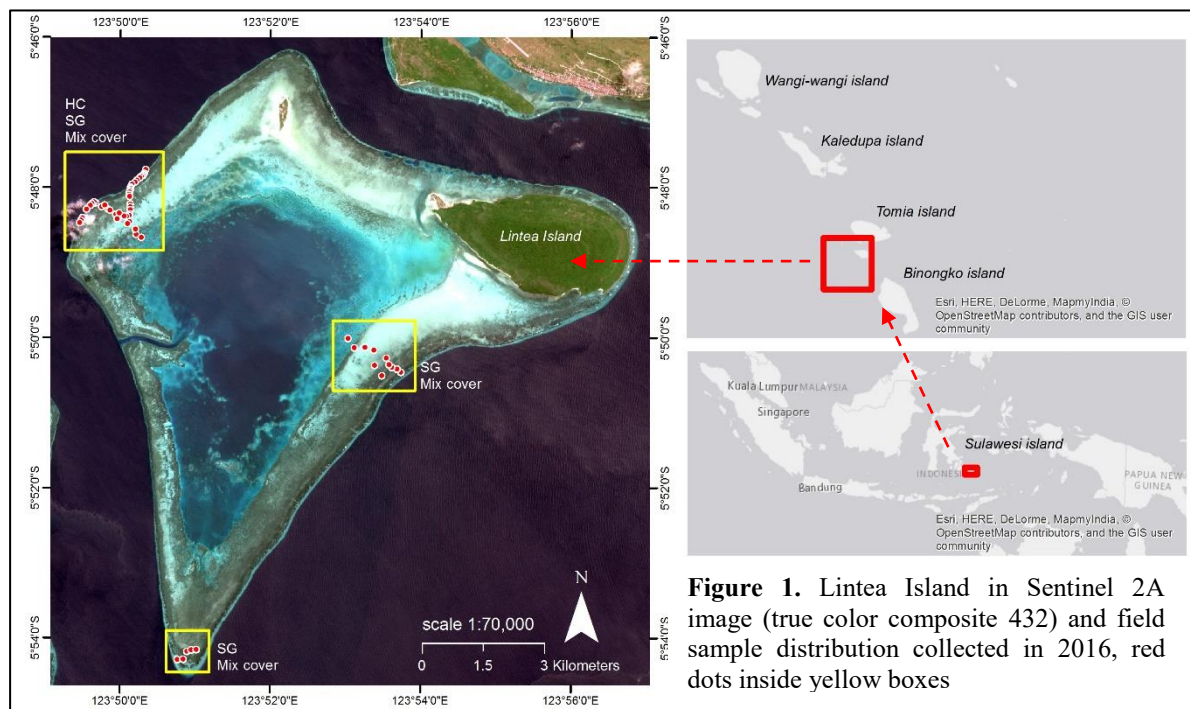 123°50'0"E
123°52'0"E
123°54'0"E
123°56'0"E
5°46'0"S
5°48'0"S
5°50'0"S
5°52'0"S
5°54'0"S
HC
SG
Mix cover
Lintea Island
SG
Mix cover
SG
Mix cover
N
scale 1:70,000
0 1.5 3 Kilometers
5°46'0"S
5°48'0"S
5°50'0"S
5°52'0"S
5°54'0"S
123°50'0"E
123°52'0"E
123°54'0"E
123°56'0"E
Wangi-wangi island
Kaledupa island
Tomia island
Binongko island
Esri, HERE, DeLorme, MapmyIndia, ©
OpenStreetMap contributors, and the GIS user
community
Kuala Lumpur
MALAYSIA
Singapore
Sulawesi island
INDONESIA
Bandung
PAPUA NEW
GUINEA
Esri, HERE, DeLorme, MapmyIndia, ©
OpenStreetMap contributors, and the GIS user
community
Figure 1. Lintea Island in Sentinel 2A
image (true color composite 432) and field
sample distribution collected in 2016, red
dots inside yellow boxes